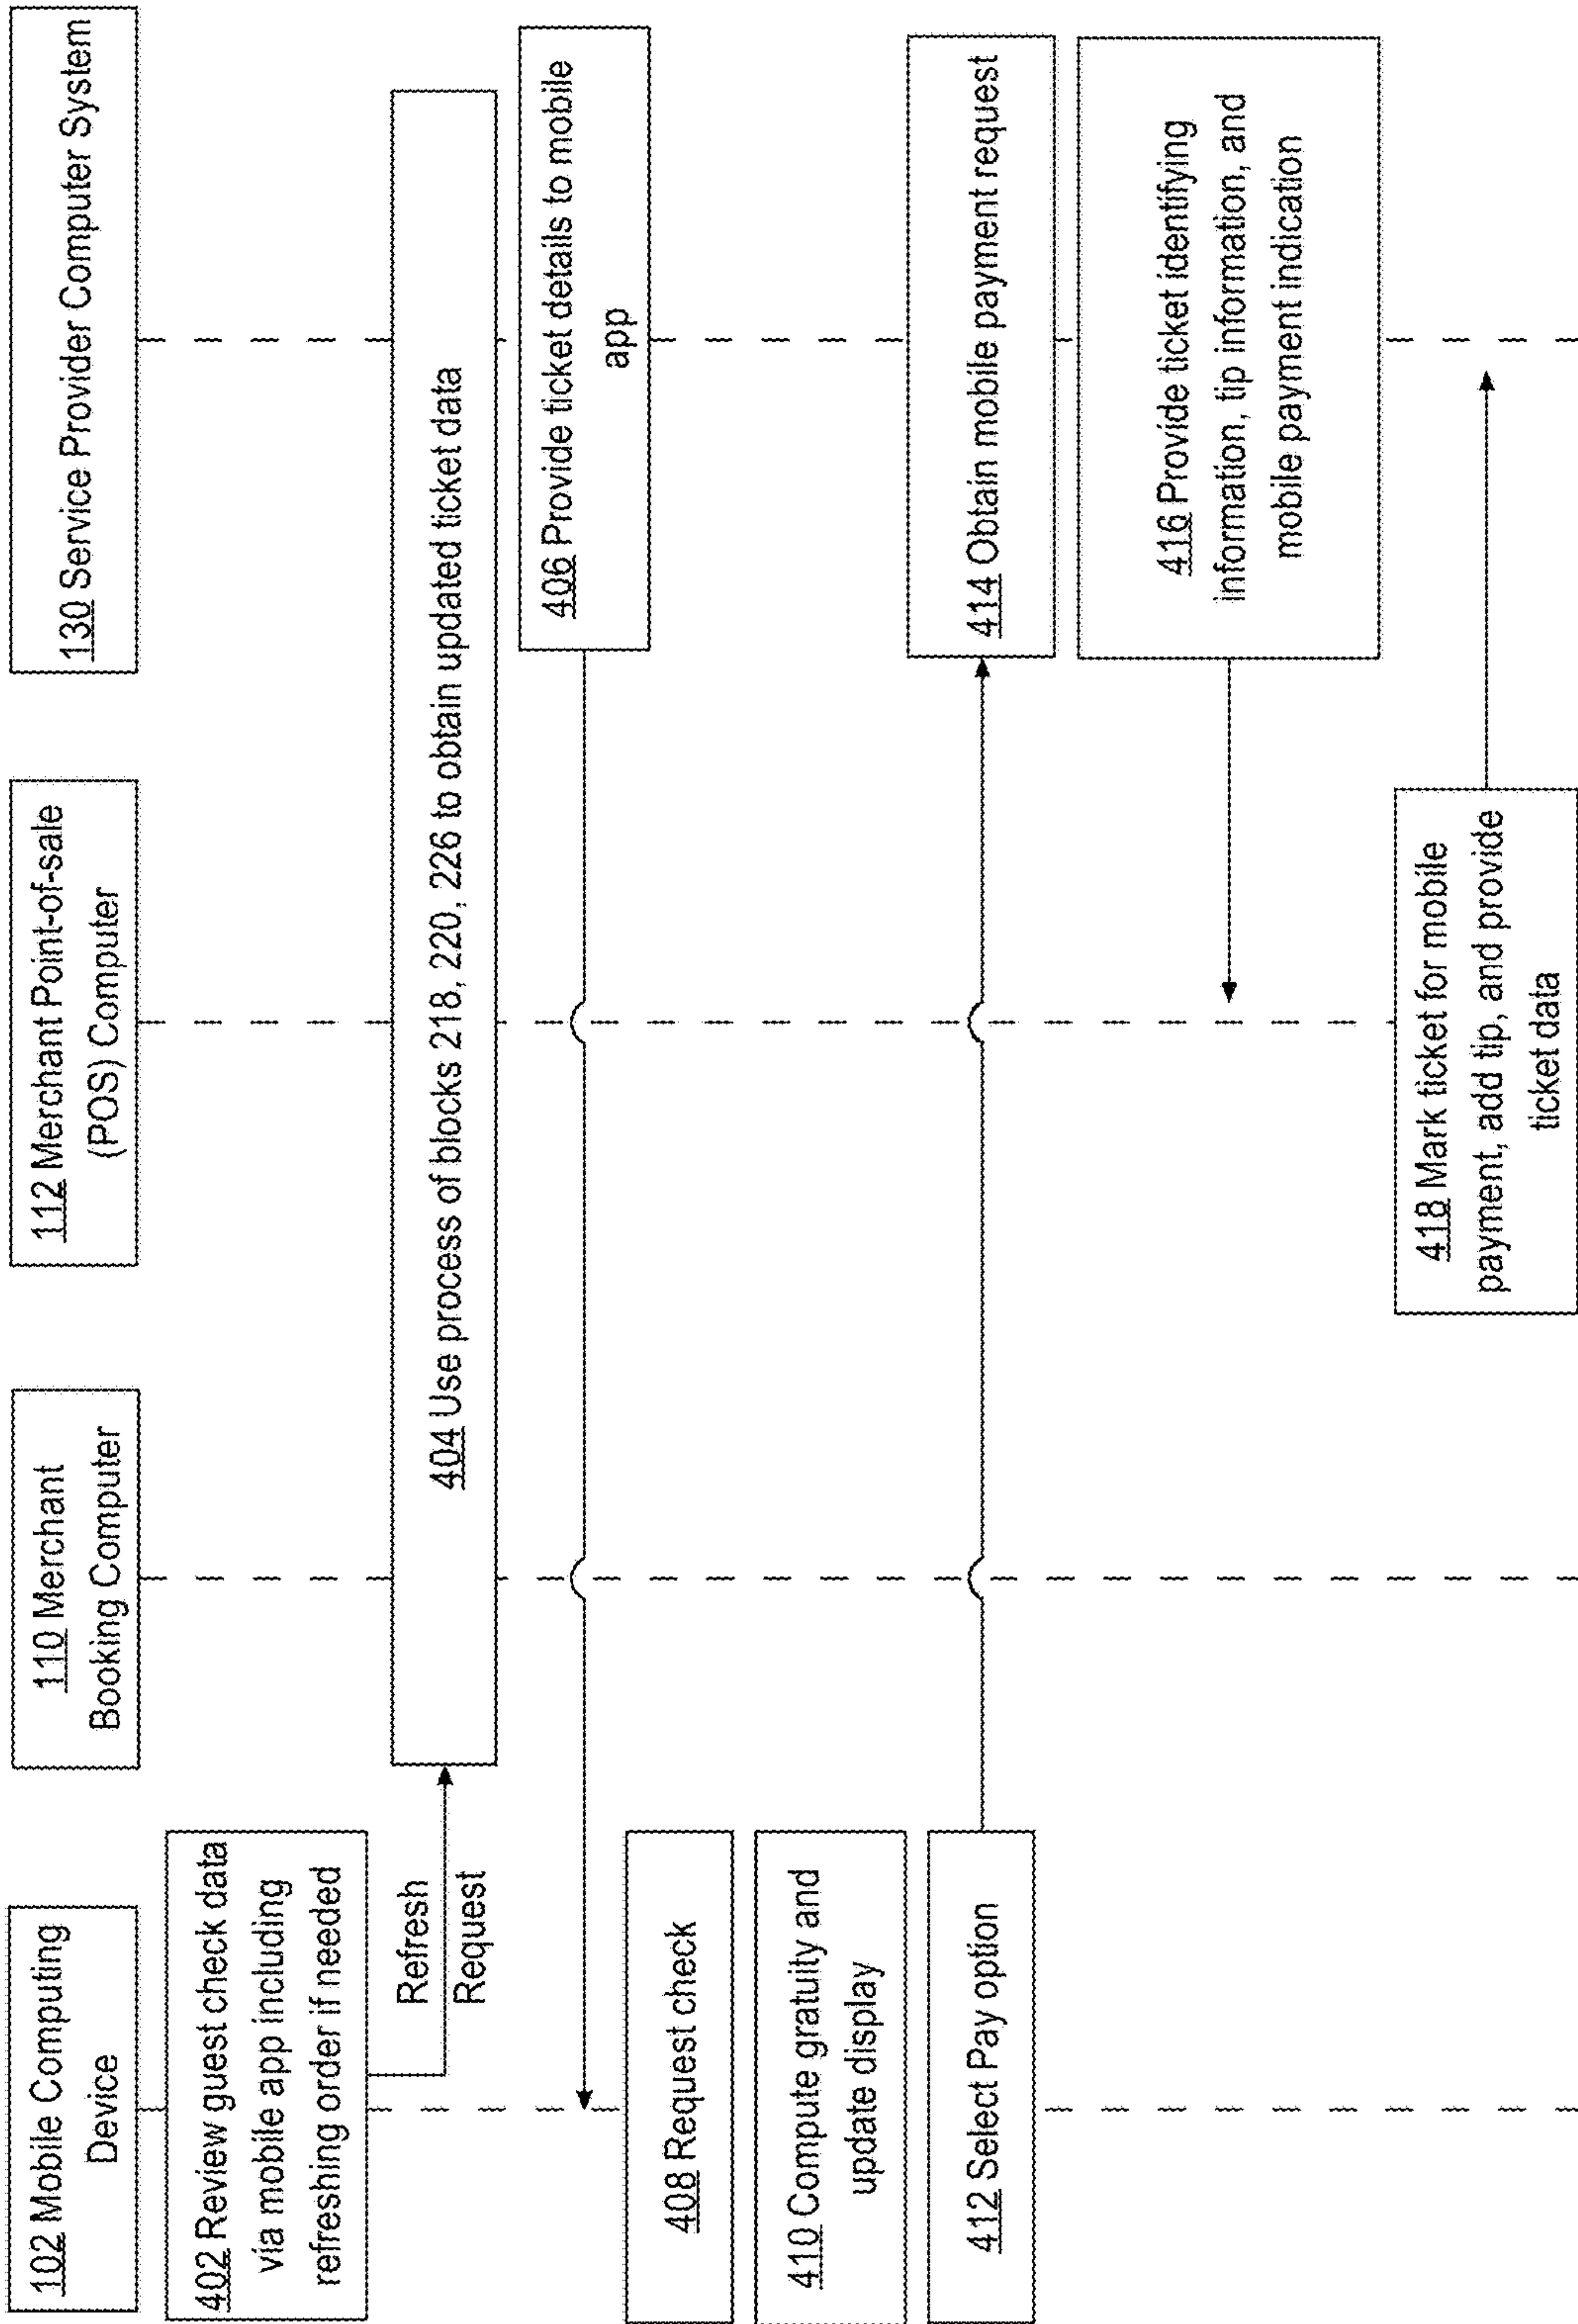 102 Mobile Computing
Device
110 Merchant
Booking Computer
112 Merchant Point-of-sale
(POS) Computer
130 Service Provider Computer System
402 Review guest check data
via mobile app including
refreshing order if needed
Refresh
Request
404 Use process of blocks 218, 220, 226 to obtain updated ticket data
406 Provide ticket details to mobile
app
408 Request check
410 Compute gratuity and
update display
412 Select Pay option
414 Obtain mobile payment request
416 Provide ticket identifying
information, tip information, and
mobile payment indication
418 Mark ticket for mobile
payment, add tip, and provide
ticket data